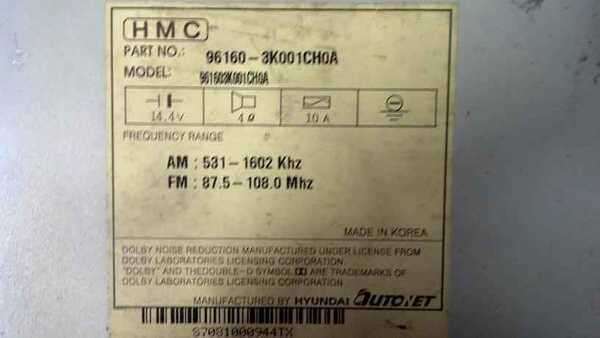 HMC
PART NO.: 96160-3K001CH0A
MODEL: 961603K001CH0A
14.4V 4Ω 10 A
FREQUENCY RANGE
AM : 531-1602 Khz
FM : 87.5-108.0 Mhz
MADE IN KOREA
DOLBY NOISE REDUCTION MANUFACTURED UNDER LICENSE FROM
DOLBY LABORATORIES LICENSING CORPORATION.
"DOLBY" AND THEDOUBLE-D SYMBOL ARE TRADEMARKS OF
DOLBY LABORATORIES LICENSING CORPORATION
MANUFACTURED BY HYUNDAI AUTONET
S7081000944TX